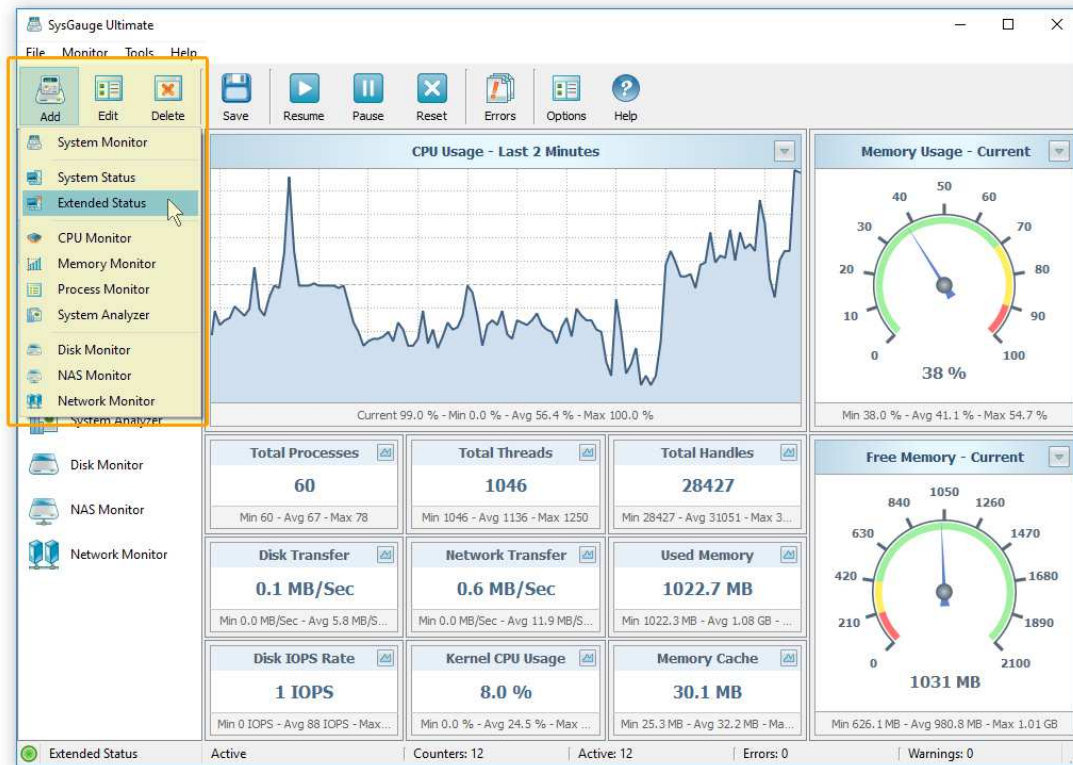 SysGauge Ultimate
File Monitor Tools Help
Add Edit Delete Save Resume Pause Reset Errors Options Help
System Monitor
System Status
Extended Status
CPU Monitor
Memory Monitor
Process Monitor
System Analyzer
Disk Monitor
NAS Monitor
Network Monitor
System Analyzer
Disk Monitor
NAS Monitor
Network Monitor
CPU Usage - Last 2 Minutes
Current 99.0 % - Min 0.0 % - Avg 56.4 % - Max 100.0 %
Memory Usage - Current
0 10 20 30 40 50 60 70 80 90 100
38 %
Min 38.0 % - Avg 41.1 % - Max 54.7 %
Total Processes
60
Min 60 - Avg 67 - Max 78
Total Threads
1046
Min 1046 - Avg 1136 - Max 1250
Total Handles
28427
Min 28427 - Avg 31051 - Max 3...
Disk Transfer
0.1 MB/Sec
Min 0.0 MB/Sec - Avg 5.8 MB/S...
Network Transfer
0.6 MB/Sec
Min 0.0 MB/Sec - Avg 11.9 MB/S...
Used Memory
1022.7 MB
Min 1022.3 MB - Avg 1.08 GB - ...
Disk IOPS Rate
1 IOPS
Min 0 IOPS - Avg 88 IOPS - Max...
Kernel CPU Usage
8.0 %
Min 0.0 % - Avg 24.5 % - Max ...
Memory Cache
30.1 MB
Min 25.3 MB - Avg 32.2 MB - Ma...
Free Memory - Current
0 210 420 630 840 1050 1260 1470 1680 1890 2100
1031 MB
Min 626.1 MB - Avg 980.8 MB - Max 1.01 GB
Extended Status Active Counters: 12 Active: 12 Errors: 0 Warnings: 0